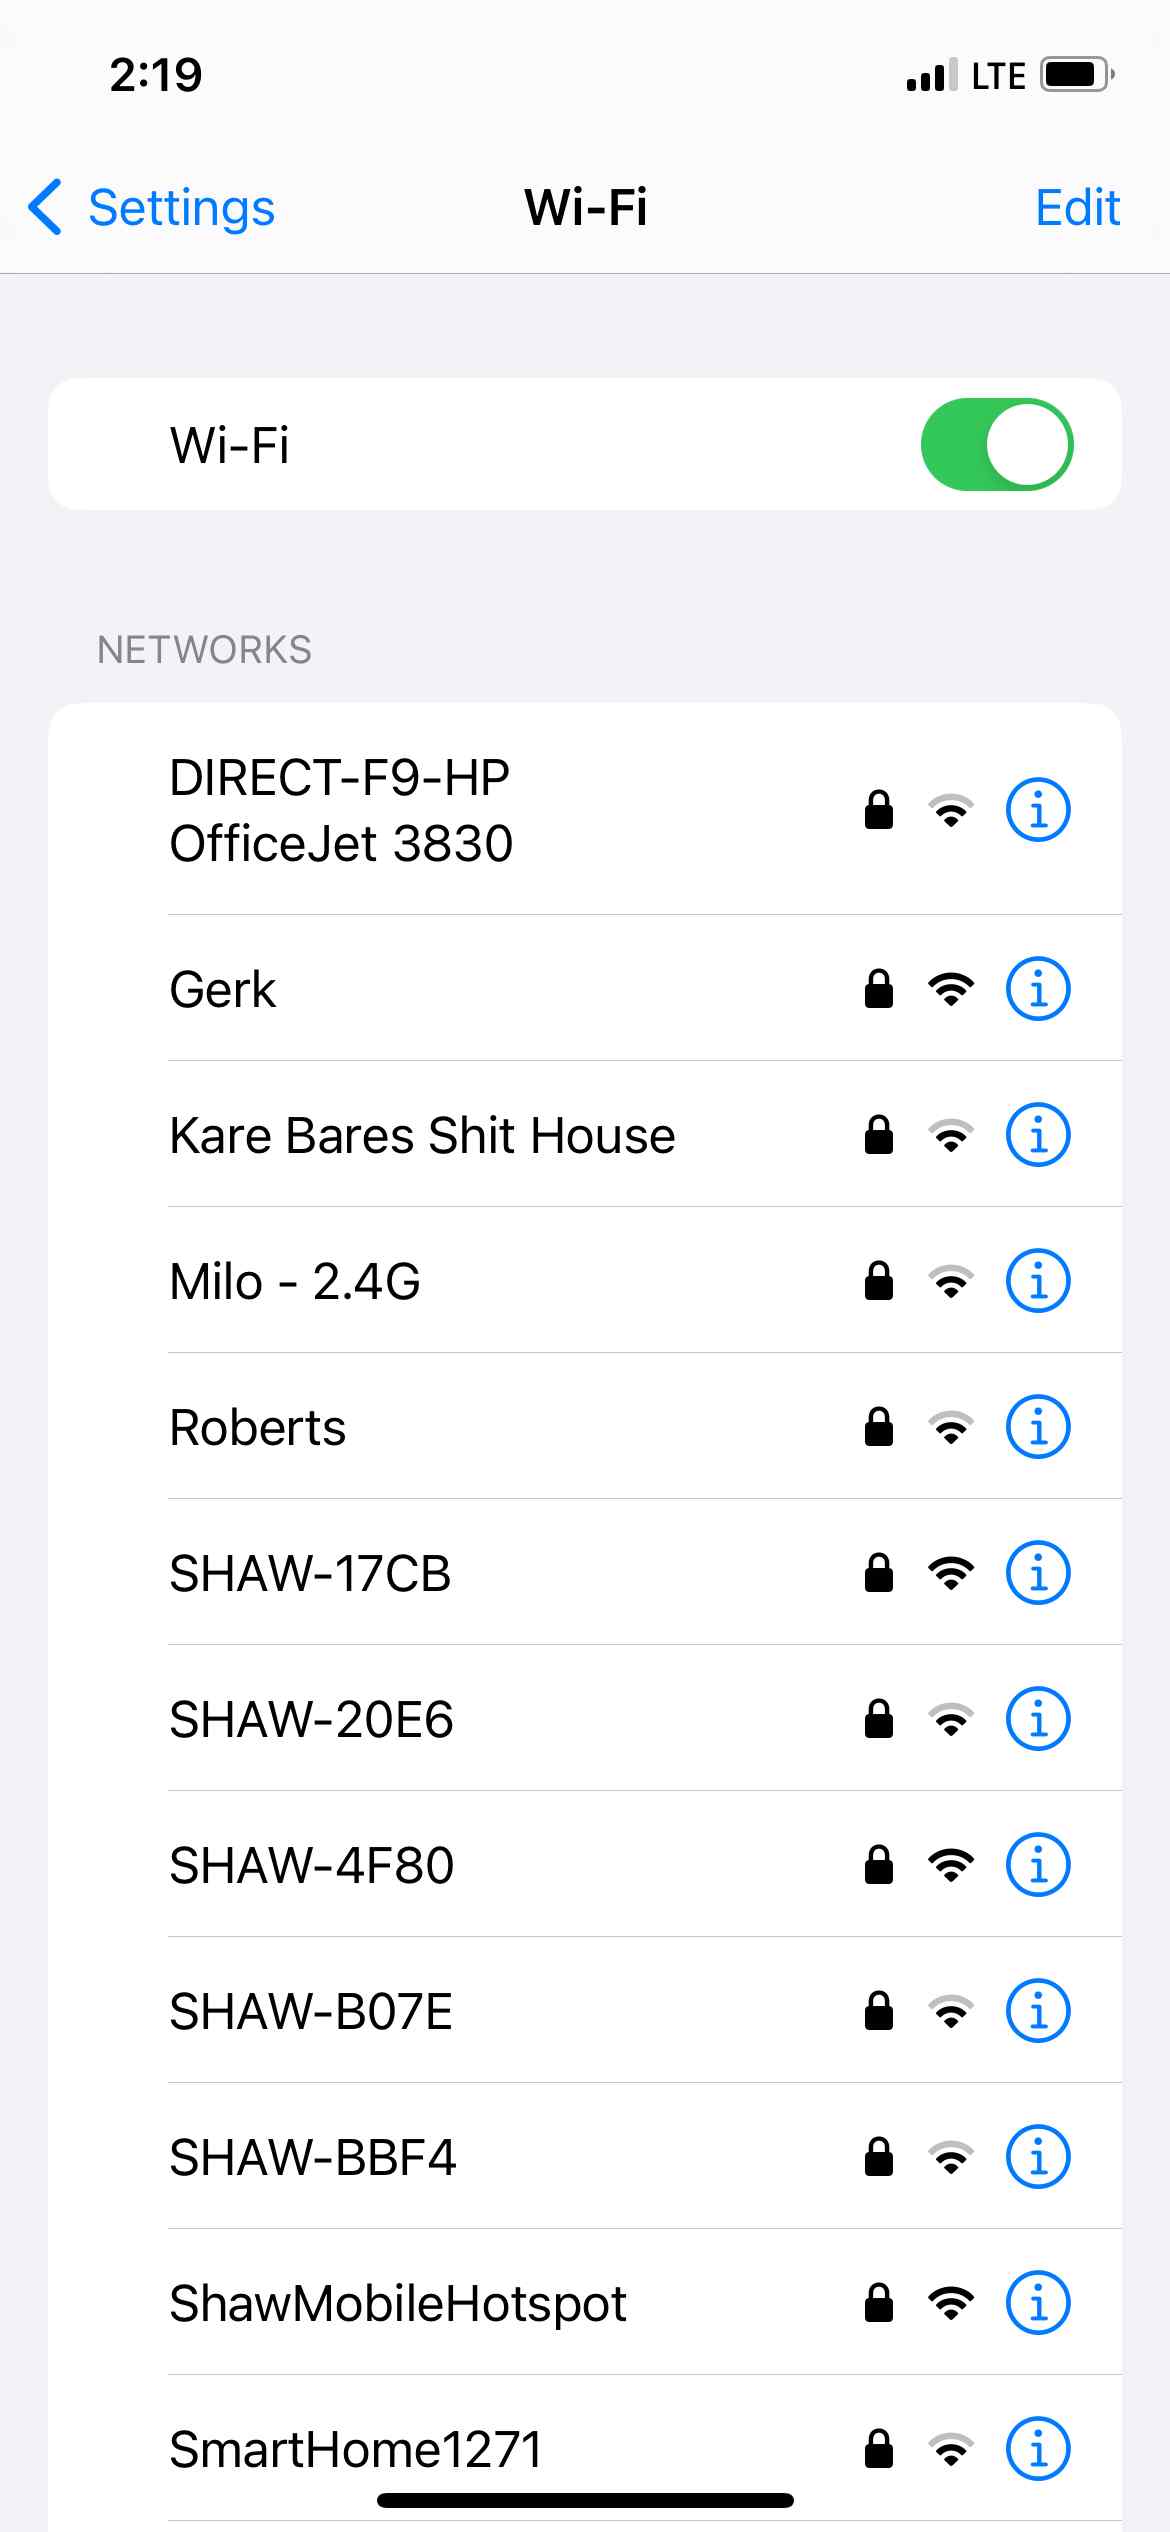 2:19 LTE
Settings Wi-Fi Edit
Wi-Fi
NETWORKS
DIRECT-F9-HP
OfficeJet 3830
Gerk
Kare Bares Shit House
Milo - 2.4G
Roberts
SHAW-17CB
SHAW-20E6
SHAW-4F80
SHAW-B07E
SHAW-BBF4
ShawMobileHotspot
SmartHome1271